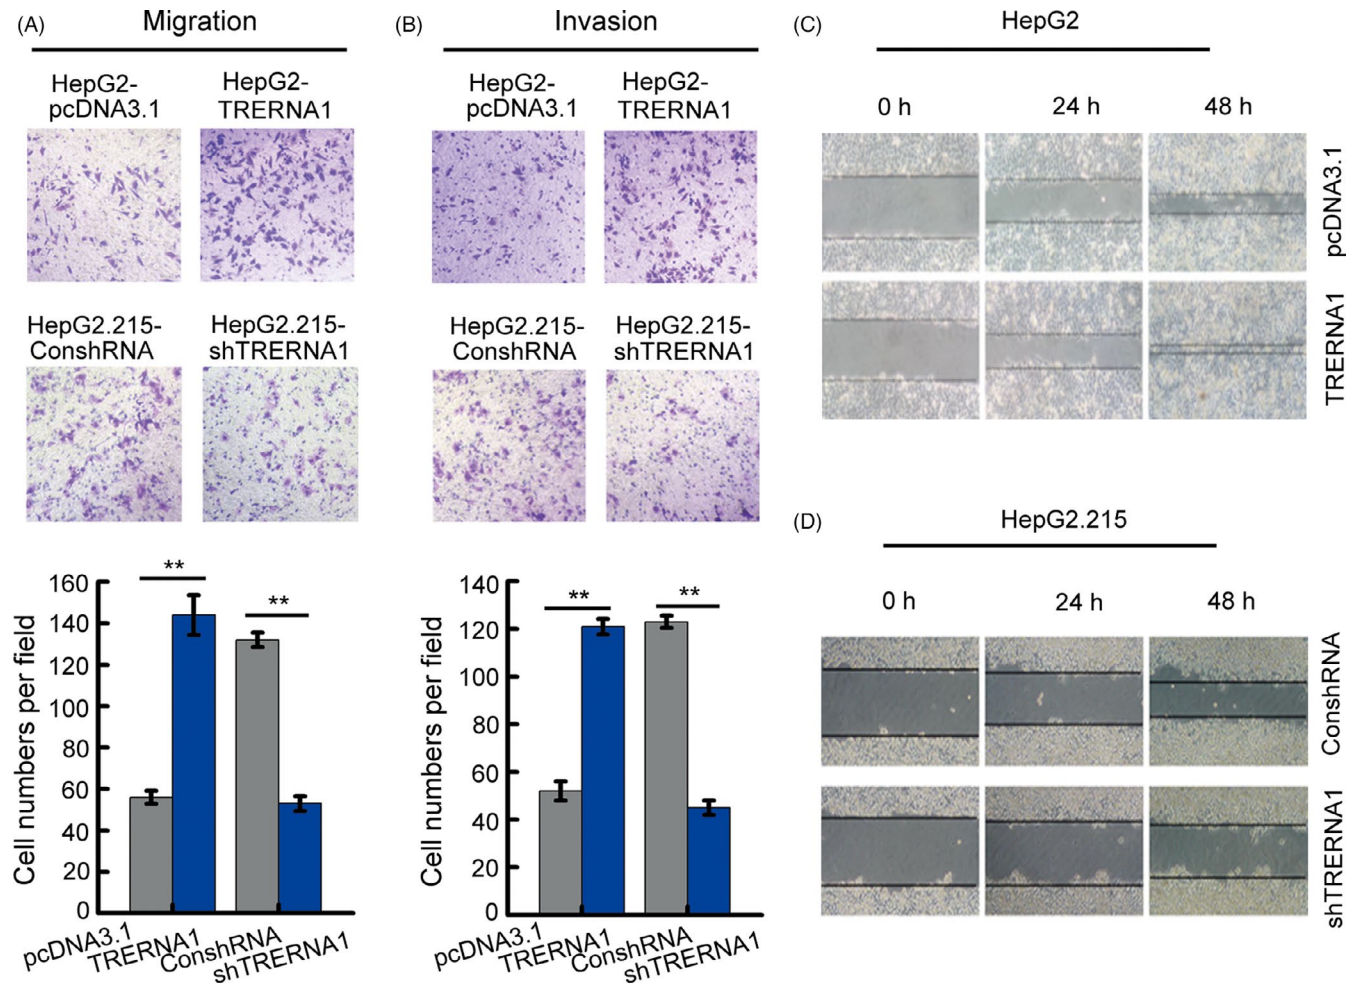 (A) Migration
HepG2-
pcDNA3.1
HepG2-
TRERNA1
HepG2.215-
ConshRNA
HepG2.215-
shTRERNA1
Cell numbers per field
160
140
120
100
80
60
40
20
0
**
**
pcDNA3.1
TRERNA1
ConshRNA
shTRERNA1
(B) Invasion
HepG2-
pcDNA3.1
HepG2-
TRERNA1
HepG2.215-
ConshRNA
HepG2.215-
shTRERNA1
Cell numbers per field
140
120
100
80
60
40
20
0
**
**
pcDNA3.1
TRERNA1
ConshRNA
shTRERNA1
(C) HepG2
0 h 24 h 48 h
pcDNA3.1
TRERNA1
(D) HepG2.215
0 h 24 h 48 h
ConshRNA
shTRERNA1